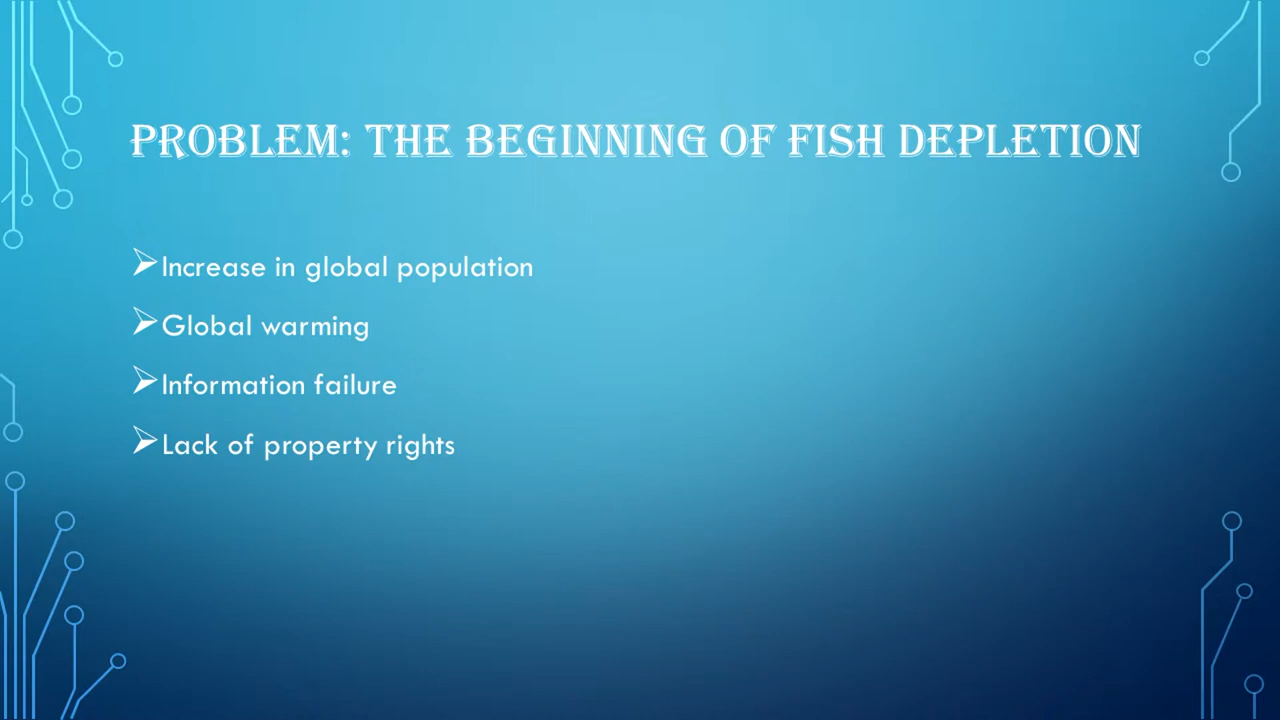 PROBLEM: THE BEGINNING OF FISH DEPLETION
Increase in global population
Global warming
Information failure
Lack of property rights